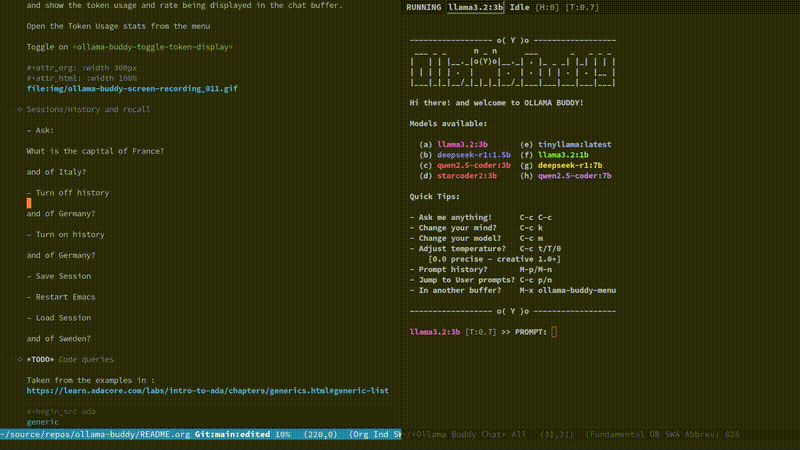 and show the token usage and rate being displayed in the chat buffer.
Open the Token Usage stats from the menu
Toggle on =ollama-buddy-toggle-token-display=
#+attr_org: :width 300px
#+attr_html: :width 100%
file:img/ollama-buddy-screen-recording_011.gif
Sessions/History and recall
- Ask:
What is the capital of France?
and of Italy?
- Turn off history
and of Germany?
- Turn on history
and of Germany?
- Save Session
- Restart Emacs
- Load Session
and of Sweden?
*TODO* Code queries
Taken from the examples in :
https://learn.adacore.com/labs/intro-to-ada/chapters/generics.html#generic-list
#+begin_src ada
generic
~/source/repos/ollama-buddy/README.org Git:main:edited 10% (220,0) (Org Ind Sw
RUNNING llama3.2:3b Idle [H:0] [T:0.7]
------------------ o( Y )o ------------------
Hi there! and welcome to OLLAMA BUDDY!
Models available:
(a) llama3.2:3b (e) tinyllama:latest
(b) deepseek-r1:1.5b (f) llama3.2:1b
(c) qwen2.5-coder:3b (g) deepseek-r1:7b
(d) starcoder2:3b (h) qwen2.5-coder:7b
Quick Tips:
- Ask me anything! C-c C-c
- Change your mind? C-c k
- Change your model? C-c m
- Adjust temperature? C-c t/T/0
[0.0 precise - creative 1.0+]
- Prompt history? M-p/M-n
- Jump to User prompts? C-c p/n
- In another buffer? M-x ollama-buddy-menu
------------------ o( Y )o ------------------
llama3.2:3b [T:0.7] >> PROMPT:
*Ollama Buddy Chat* All (31,31) (Fundamental OB SWA Abbrev) 826